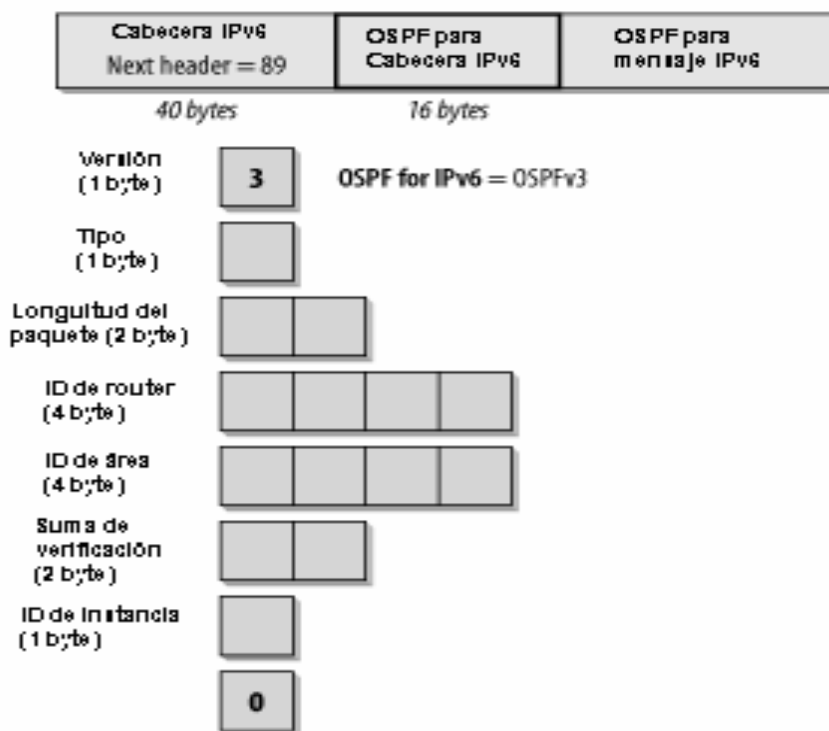 Cabecera IPv6
Next header = 89
OSPF para
Cabecera IPv6
OSPF para
mensaje IPv6
40 bytes
16 bytes
Versión
(1 byte)
3
OSPF for IPv6 = OSPFv3
Tipo
(1 byte)
Longuitud del
paquete (2 byte)
ID de router
(4 byte)
ID de área
(4 byte)
Suma de
verificación
(2 byte)
ID de Instancia
(1 byte)
0